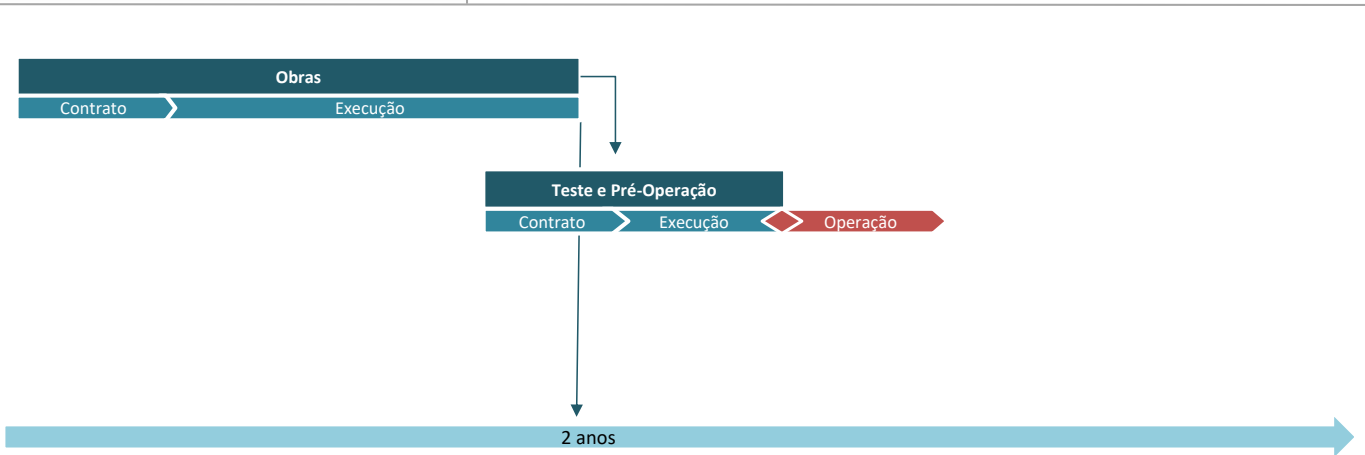 Obras
Contrato
Execução
Teste e Pré-Operação
Contrato
Execução
Operação
2 anos